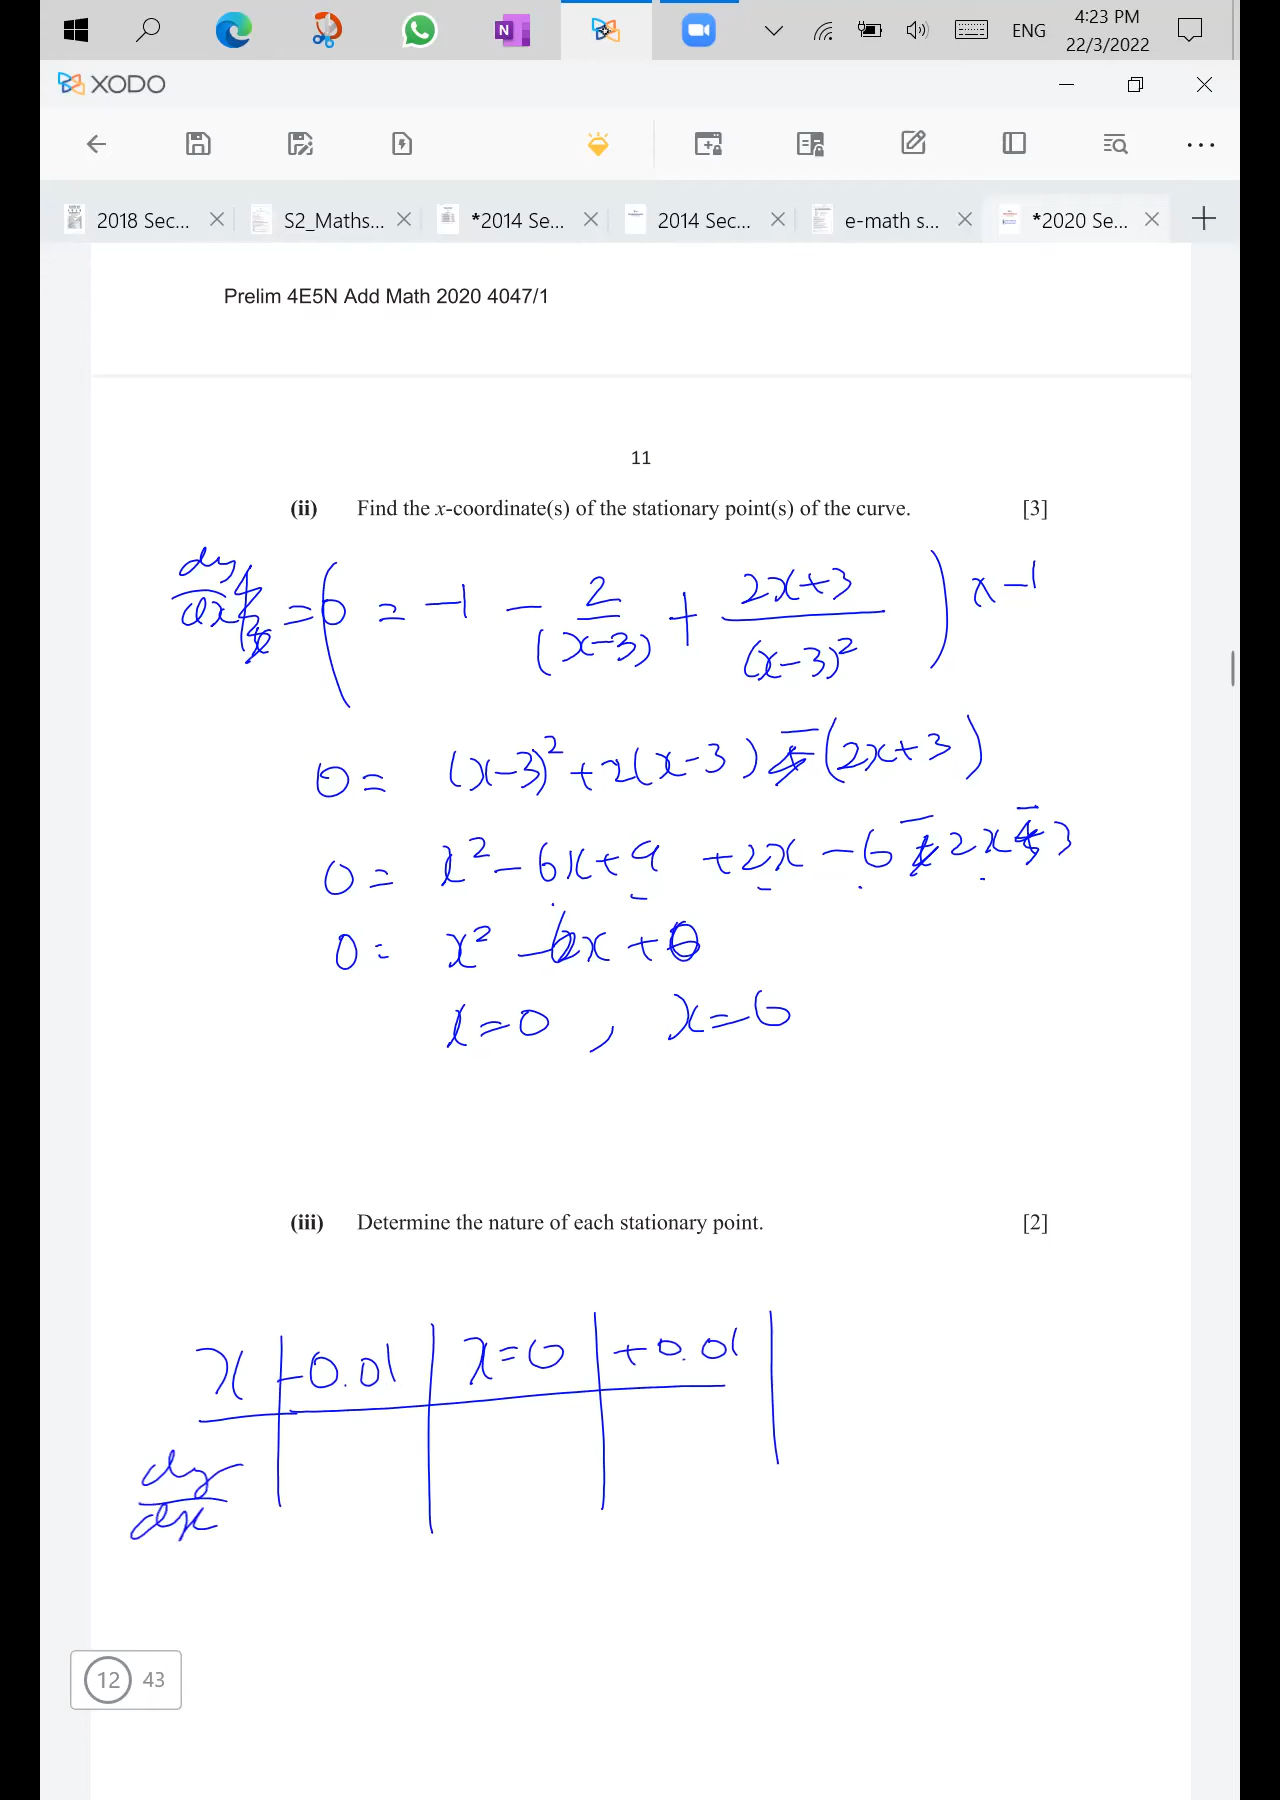 4:23 PM
ENG
22/3/2022
XODO
2018 Sec...
S2_Maths...
*2014 Se...
2014 Sec...
e-math s...
*2020 Se...
Prelim 4E5N Add Math 2020 4047/1
11
(ii) Find the x-coordinate(s) of the stationary point(s) of the curve. [3]
dy/dx = (0 = -1 - 2/(x-3) + (2x+3)/(x-3)²) x -1
0 = (x-3)² + 2(x-3) - (2x+3)
0 = x² - 6x + 9 + 2x - 6 - 2x - 3
0 = x² - 6x + 0
x = 0 , x = 6
(iii) Determine the nature of each stationary point. [2]
x | -0.01 | x=0 | +0.01 |
dy/dx
12 43